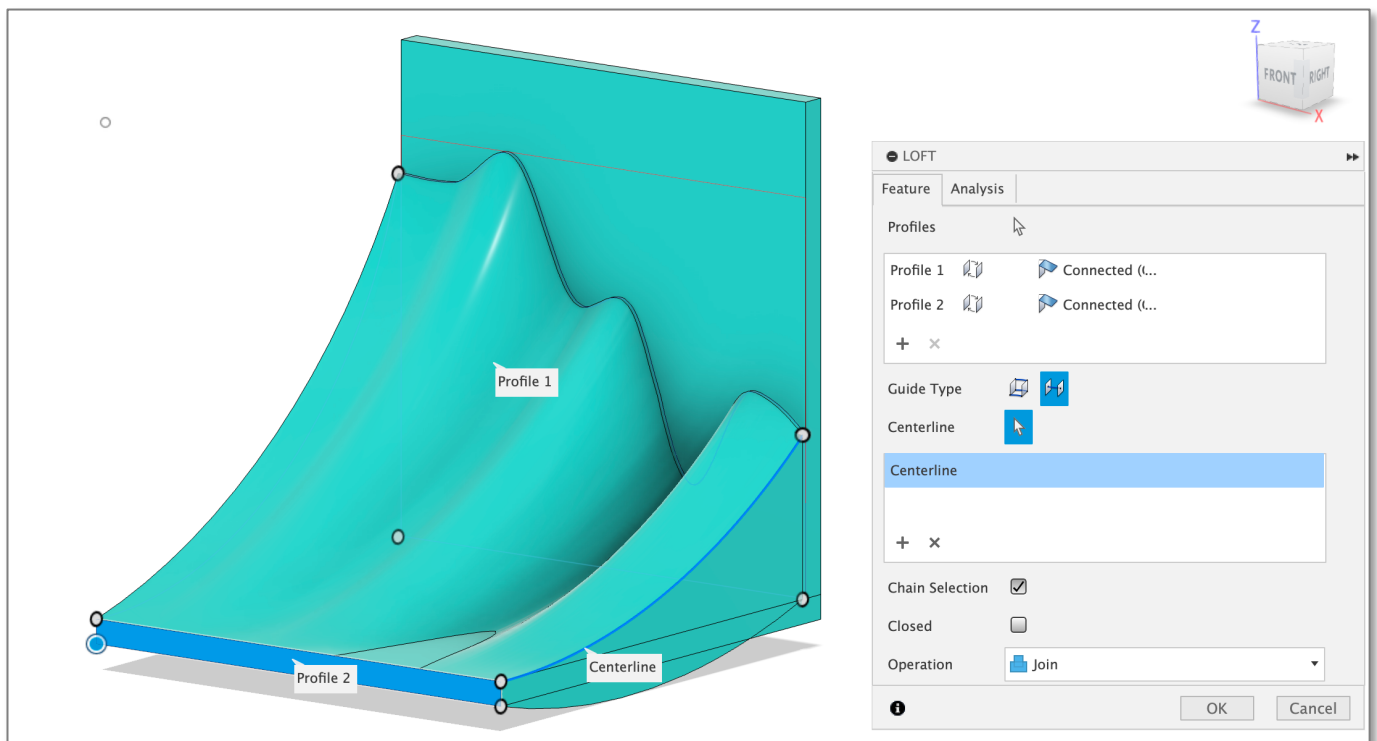 Z
FRONT
RIGHT
X
LOFT
Feature
Analysis
Profiles
Profile 1
Connected ((...
Profile 2
Connected ((...
Guide Type
Centerline
Centerline
Chain Selection
Closed
Operation
Join
OK
Cancel
Profile 1
Centerline
Profile 2